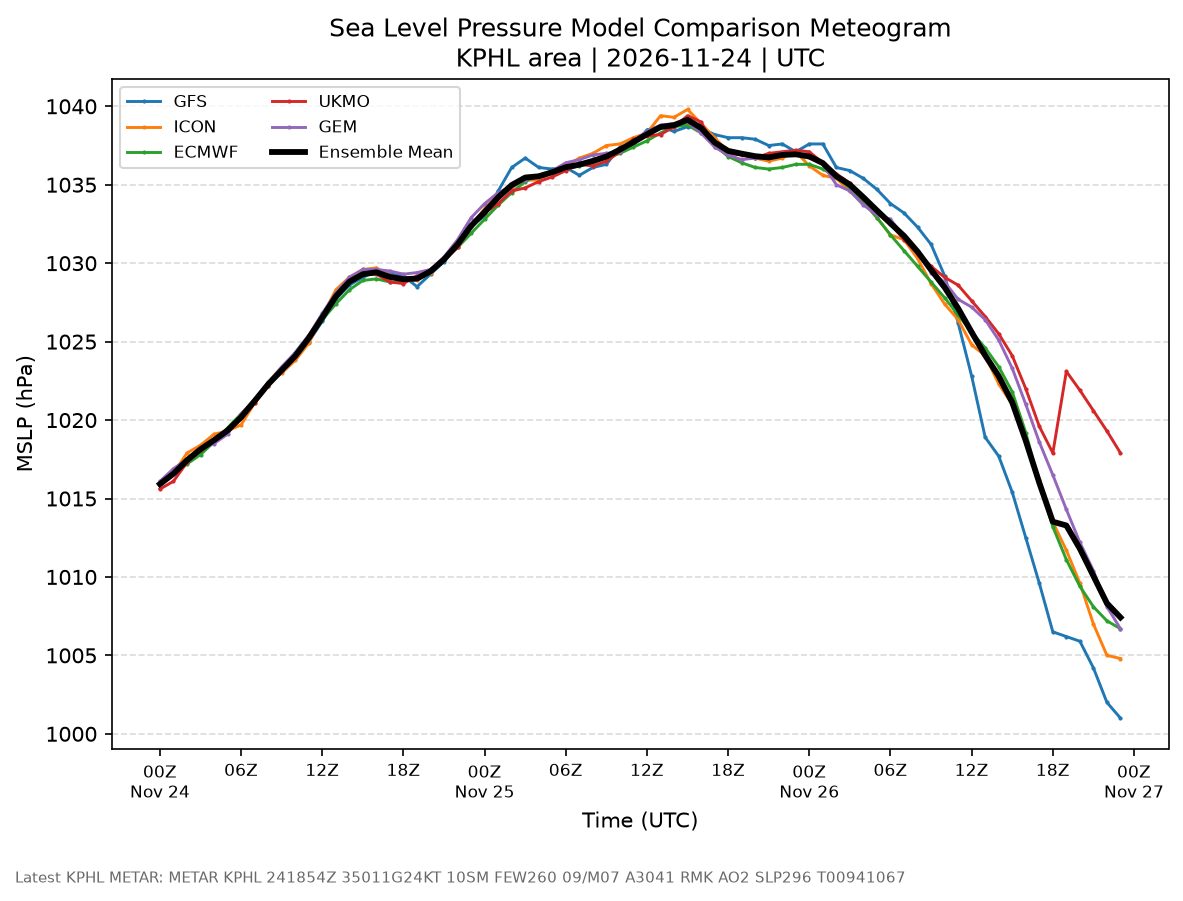 Sea Level Pressure Model Comparison Meteogram
KPHL area | 2026-11-24 | UTC
GFS
ICON
ECMWF
UKMO
GEM
Ensemble Mean
MSLP (hPa)
1040
1035
1030
1025
1020
1015
1010
1005
1000
00Z 06Z 12Z 18Z 00Z 06Z 12Z 18Z 00Z 06Z 12Z 18Z 00Z
Nov 24 Nov 25 Nov 26 Nov 27
Time (UTC)
Latest KPHL METAR: METAR KPHL 241854Z 35011G24KT 10SM FEW260 09/M07 A3041 RMK AO2 SLP296 T00941067